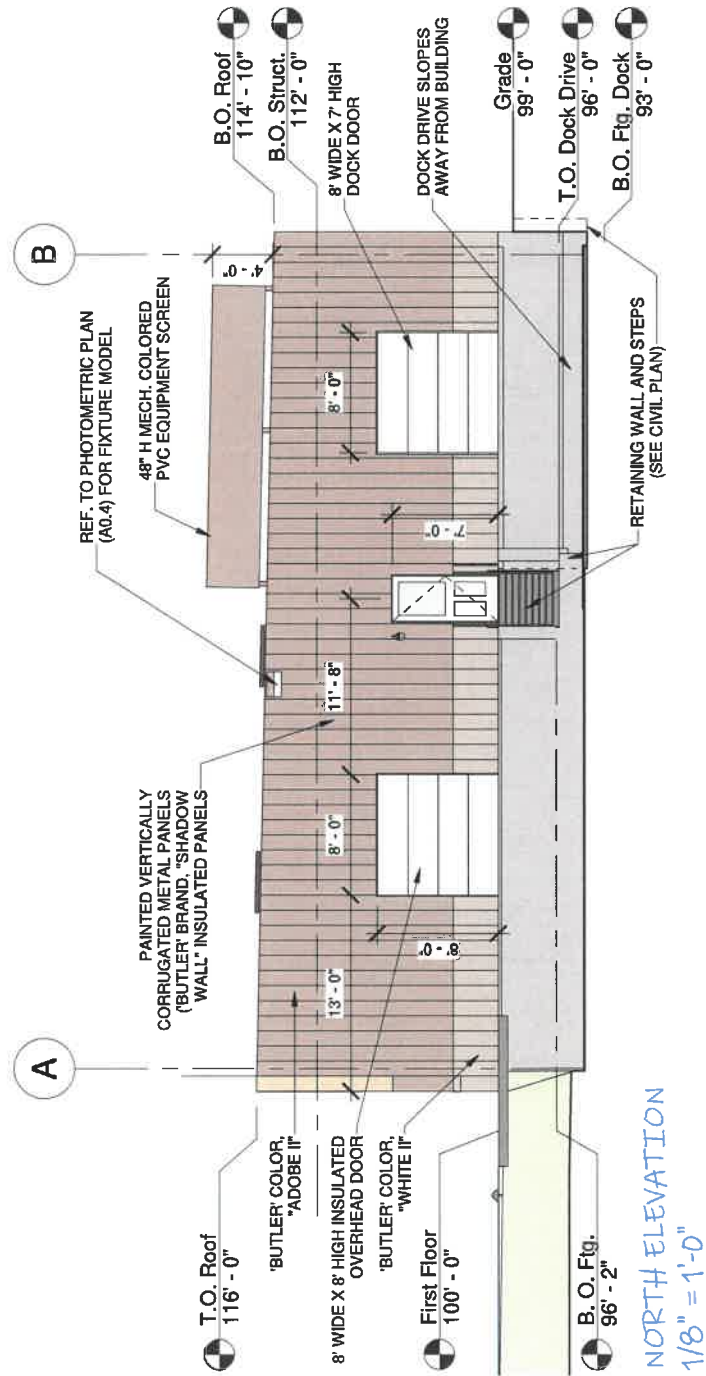 A
B
T.O. Roof
116' - 0"
'BUTLER' COLOR,
"ADOBE II"
8' WIDE X 8' HIGH INSULATED
OVERHEAD DOOR
'BUTLER' COLOR,
"WHITE II"
First Floor
100' - 0"
B. O. Ftg.
96' - 2"
PAINTED VERTICALLY
CORRUGATED METAL PANELS
('BUTLER' BRAND, "SHADOW
WALL" INSULATED PANELS
REF. TO PHOTOMETRIC PLAN
(A0.4) FOR FIXTURE MODEL
48" H MECH. COLORED
PVC EQUIPMENT SCREEN
4' - 0"
13' - 0"
8' - 0"
11' - 8"
8' - 0"
8' - 0"
7' - 0"
B.O. Roof
114' - 10"
B.O. Struct.
112' - 0"
8' WIDE X 7' HIGH
DOCK DOOR
DOCK DRIVE SLOPES
AWAY FROM BUILDING
Grade
99' - 0"
T.O. Dock Drive
96' - 0"
B.O. Ftg. Dock
93' - 0"
RETAINING WALL AND STEPS
(SEE CIVIL PLAN)
NORTH ELEVATION
1/8" = 1'-0"